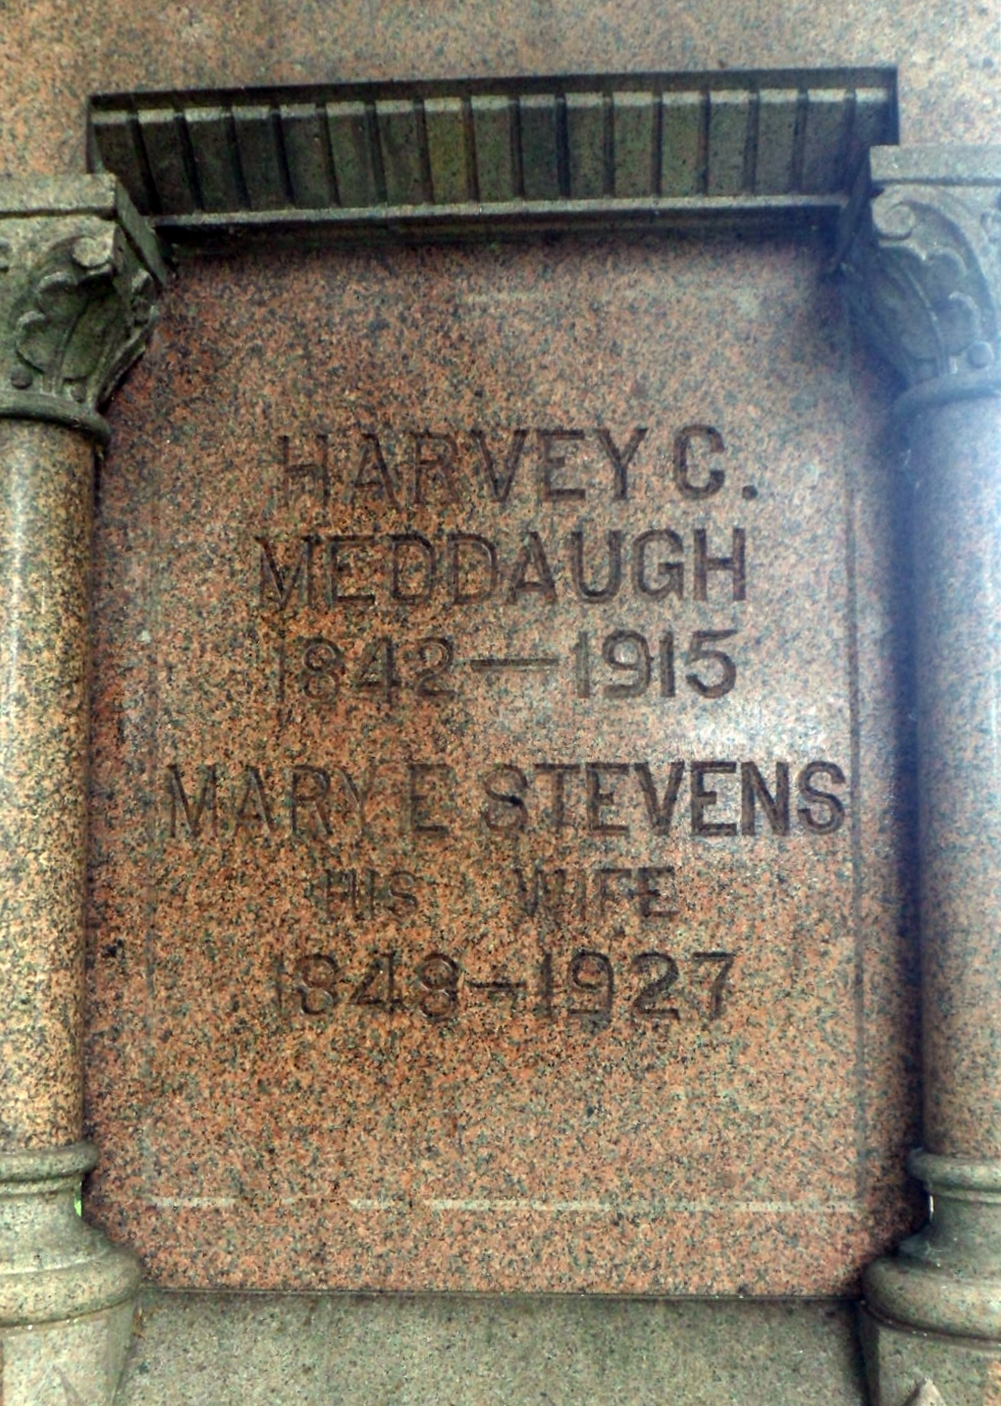 HARVEY C.
MEDDAUGH
1842 — 1915
MARY E STEVENS
HIS WIFE
1848 - 1927